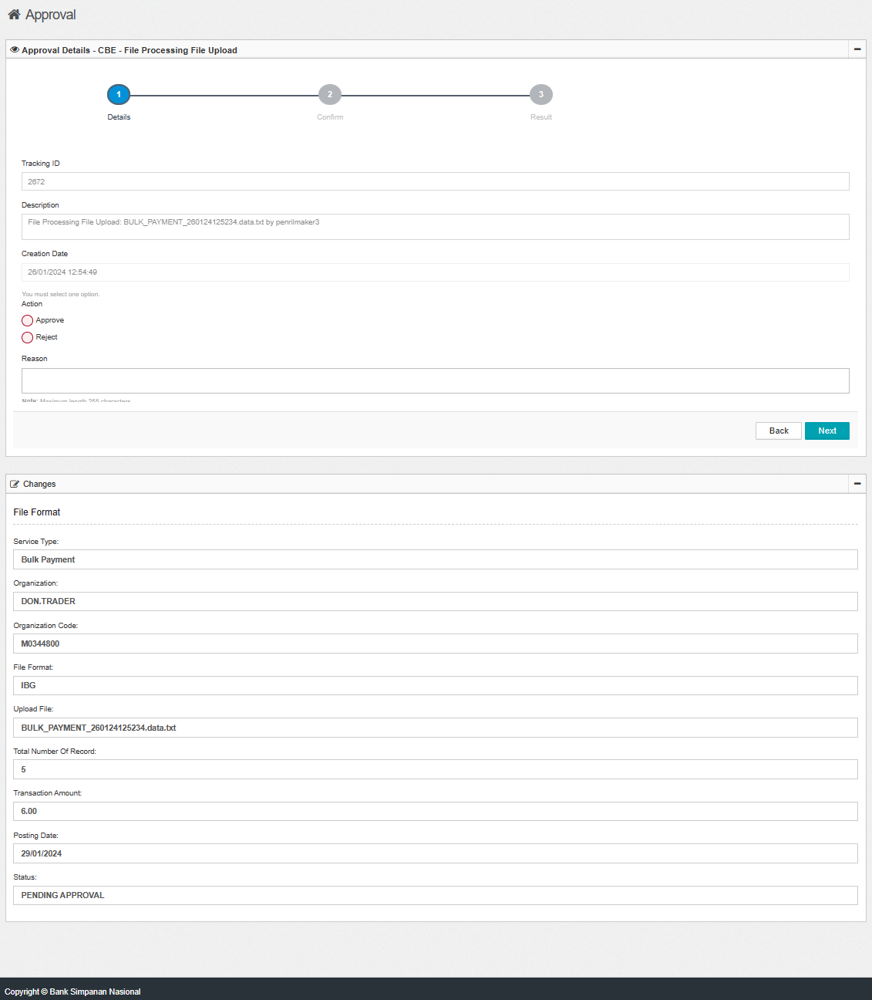 Approval
Approval Details - CBE - File Processing File Upload
1
2
3
Details
Confirm
Result
Tracking ID
2672
Description
File Processing File Upload: BULK_PAYMENT_260124125234.data.txt by penrilmaker3
Creation Date
26/01/2024 12:54:49
You must select one option.
Action
Approve
Reject
Reason
Note: Maximum length 255 characters
Back
Next
Changes
File Format
Service Type:
Bulk Payment
Organization:
DON.TRADER
Organization Code:
M0344800
File Format:
IBG
Upload File:
BULK_PAYMENT_260124125234.data.txt
Total Number Of Record:
5
Transaction Amount:
6.00
Posting Date:
29/01/2024
Status:
PENDING APPROVAL
Copyright © Bank Simpanan Nasional